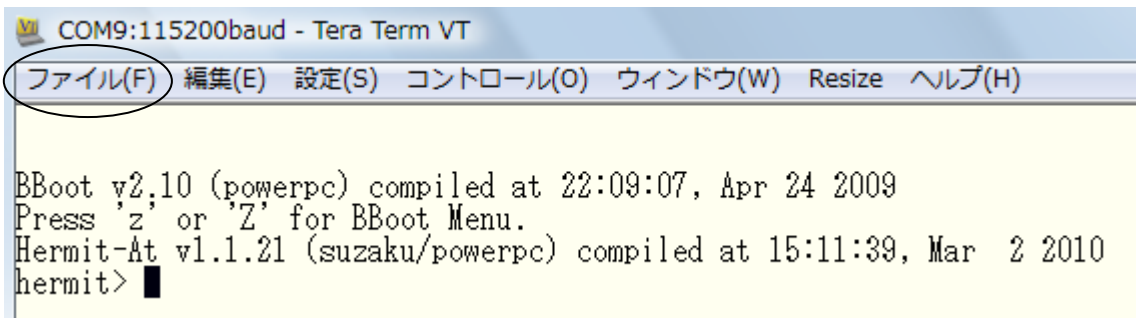 COM9:115200baud - Tera Term VT
ファイル(F) 編集(E) 設定(S) コントロール(O) ウィンドウ(W) Resize ヘルプ(H)
BBoot v2.10 (powerpc) compiled at 22:09:07, Apr 24 2009
Press 'z' or 'Z' for BBoot Menu.
Hermit-At v1.1.21 (suzaku/powerpc) compiled at 15:11:39, Mar  2 2010
hermit>